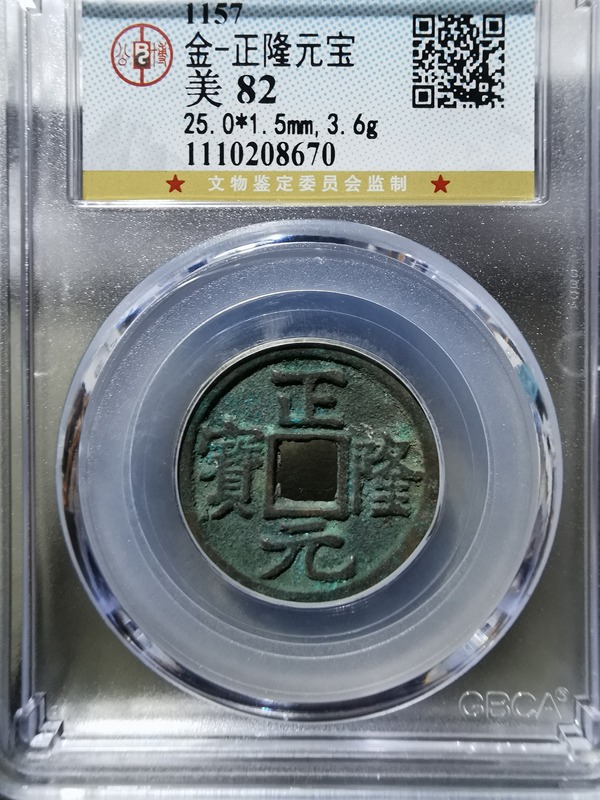 1157
金-正隆元宝
美 82
25.0*1.5mm, 3.6g
1110208670
★ 文物鉴定委员会监制 ★
正
隆
元
寶
GBCA